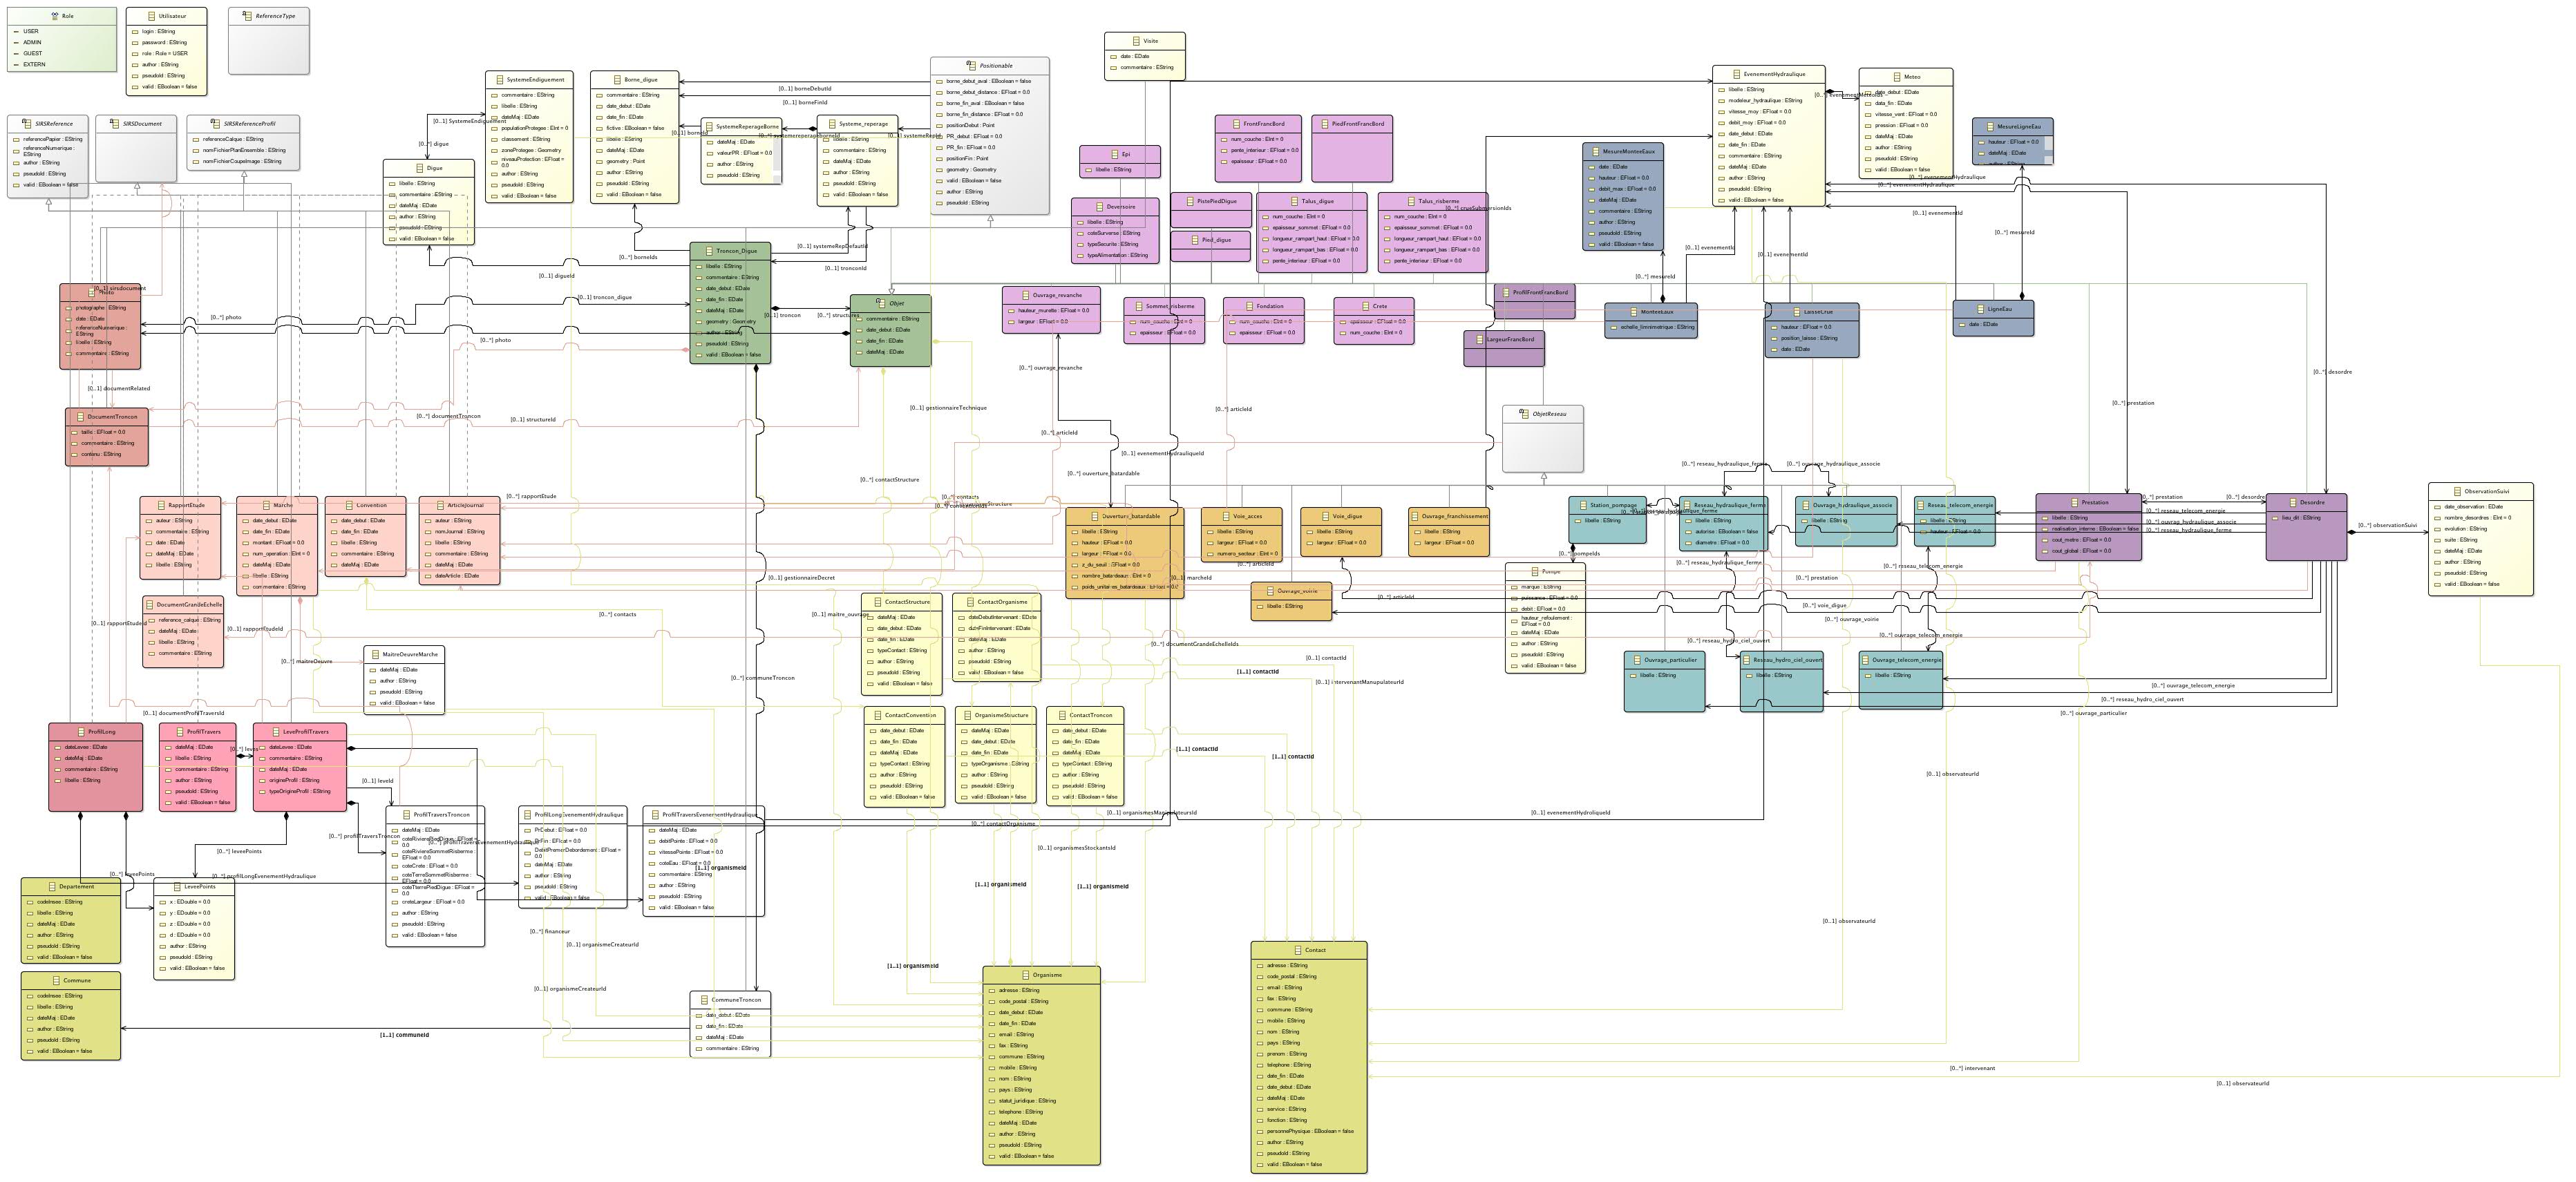 Role
USER
ADMIN
GUEST
EXTERN
Utilisateur
login : EString
password : EString
role : Role = USER
author : EString
pseudoId : EString
valid : EBoolean = false
ReferenceType
SIRSReference
referencePapier : EString
referenceNumerique : EString
author : EString
pseudoId : EString
valid : EBoolean = false
SIRSDocument
SIRSReferenceProfil
referenceCalque : EString
nomFichierPlanEnsemble : EString
nomFichierCoupeImage : EString
Digue
libelle : EString
commentaire : EString
dateMaj : EDate
author : EString
pseudoId : EString
valid : EBoolean = false
SystemeEndiguement
commentaire : EString
libelle : EString
dateMaj : EDate
populationProtegee : EInt = 0
classement : EString
zoneProtegee : Geometry
niveauProtection : EFloat = 0.0
author : EString
pseudoId : EString
valid : EBoolean = false
Borne_digue
commentaire : EString
date_debut : EDate
date_fin : EDate
fictive : EBoolean = false
libelle : EString
dateMaj : EDate
geometry : Point
author : EString
pseudoId : EString
valid : EBoolean = false
SystemeReperageBorne
dateMaj : EDate
valeurPR : EFloat = 0.0
author : EString
pseudoId : EString
Systeme_reperage
libelle : EString
commentaire : EString
dateMaj : EDate
author : EString
pseudoId : EString
valid : EBoolean = false
Positionable
borne_debut_aval : EBoolean = false
borne_debut_distance : EFloat = 0.0
borne_fin_aval : EBoolean = false
borne_fin_distance : EFloat = 0.0
positionDebut : Point
PR_debut : EFloat = 0.0
PR_fin : EFloat = 0.0
positionFin : Point
geometry : Geometry
valid : EBoolean = false
author : EString
pseudoId : EString
Visite
date : EDate
commentaire : EString
Epi
libelle : EString
Deversoire
libelle : EString
coteSurverse : EString
typeSecurite : EString
typeAlimentation : EString
FrontFrancBord
num_couche : EInt = 0
pente_interieur : EFloat = 0.0
epaisseur : EFloat = 0.0
PiedFrontFrancBord
PistePiedDigue
Pied_digue
Talus_digue
num_couche : EInt = 0
epaisseur_sommet : EFloat = 0.0
longueur_rampart_haut : EFloat = 0.0
longueur_rampart_bas : EFloat = 0.0
pente_interieur : EFloat = 0.0
Talus_risberme
num_couche : EInt = 0
epaisseur_sommet : EFloat = 0.0
longueur_rampart_haut : EFloat = 0.0
longueur_rampart_bas : EFloat = 0.0
pente_interieur : EFloat = 0.0
MesureMonteeEaux
date : EDate
hauteur : EFloat = 0.0
debit_max : EFloat = 0.0
dateMaj : EDate
commentaire : EString
author : EString
pseudoId : EString
valid : EBoolean = false
EvenementHydraulique
libelle : EString
modeleur_hydraulique : EString
vitesse_moy : EFloat = 0.0
debit_moy : EFloat = 0.0
date_debut : EDate
date_fin : EDate
commentaire : EString
dateMaj : EDate
author : EString
pseudoId : EString
valid : EBoolean = false
Meteo
date_debut : EDate
data_fin : EDate
vitesse_vent : EFloat = 0.0
pression : EFloat = 0.0
dateMaj : EDate
author : EString
pseudoId : EString
valid : EBoolean = false
MesureLigneEau
hauteur : EFloat = 0.0
dateMaj : EDate
Troncon_Digue
libelle : EString
commentaire : EString
date_debut : EDate
date_fin : EDate
dateMaj : EDate
geometry : Geometry
author : EString
pseudoId : EString
valid : EBoolean = false
Objet
commentaire : EString
date_debut : EDate
date_fin : EDate
dateMaj : EDate
Photo
photographe : EString
date : EDate
referenceNumerique : EString
libelle : EString
commentaire : EString
Ouvrage_revanche
hauteur_murette : EFloat = 0.0
largeur : EFloat = 0.0
Sommet_risberme
num_couche : EInt = 0
epaisseur : EFloat = 0.0
Fondation
num_couche : EInt = 0
epaisseur : EFloat = 0.0
Crete
epaisseur : EFloat = 0.0
num_couche : EInt = 0
ProfilFrontFrancBord
LargeurFrancBord
MonteeEaux
echelle_limnimetrique : EString
LaisseCrue
hauteur : EFloat = 0.0
position_laisse : EString
date : EDate
LigneEau
date : EDate
DocumentTroncon
taille : EFloat = 0.0
commentaire : EString
contenu : EString
ObjetReseau
RapportEtude
auteur : EString
commentaire : EString
date : EDate
dateMaj : EDate
libelle : EString
Marche
date_debut : EDate
date_fin : EDate
montant : EFloat = 0.0
num_operation : EInt = 0
dateMaj : EDate
libelle : EString
commentaire : EString
Convention
date_debut : EDate
date_fin : EDate
libelle : EString
commentaire : EString
dateMaj : EDate
ArticleJournal
auteur : EString
nomJournal : EString
libelle : EString
commentaire : EString
dateMaj : EDate
dateArticle : EDate
DocumentGrandeEchelle
reference_calque : EString
dateMaj : EDate
libelle : EString
commentaire : EString
MaitreOeuvreMarche
dateMaj : EDate
author : EString
pseudoId : EString
valid : EBoolean = false
Ouverture_batardable
libelle : EString
hauteur : EFloat = 0.0
largeur : EFloat = 0.0
z_du_seuil : EFloat = 0.0
nombre_batardeaux : EInt = 0
poids_unitaires_batardeaux : EFloat = 0.0
Voie_acces
libelle : EString
largeur : EFloat = 0.0
numero_secteur : EInt = 0
Voie_digue
libelle : EString
largeur : EFloat = 0.0
Ouvrage_franchissement
libelle : EString
largeur : EFloat = 0.0
Ouvrage_voirie
libelle : EString
Station_pompage
libelle : EString
Reseau_hydraulique_ferme
libelle : EString
autorise : EBoolean = false
diametre : EFloat = 0.0
Ouvrage_hydraulique_associe
libelle : EString
Reseau_telecom_energie
libelle : EString
hauteur : EFloat = 0.0
Prestation
libelle : EString
realisation_interne : EBoolean = false
cout_metre : EFloat = 0.0
cout_global : EFloat = 0.0
Desordre
lieu_dit : EString
ObservationSuivi
date_observation : EDate
nombre_desordres : EInt = 0
evolution : EString
suite : EString
dateMaj : EDate
author : EString
pseudoId : EString
valid : EBoolean = false
Pompe
marque : EString
puissance : EFloat = 0.0
debit : EFloat = 0.0
hauteur_refoulement : EFloat = 0.0
dateMaj : EDate
author : EString
pseudoId : EString
valid : EBoolean = false
Ouvrage_particulier
libelle : EString
Reseau_hydro_ciel_ouvert
libelle : EString
Ouvrage_telecom_energie
libelle : EString
ContactStructure
dateMaj : EDate
date_debut : EDate
date_fin : EDate
typeContact : EString
author : EString
pseudoId : EString
valid : EBoolean = false
ContactOrganisme
dateDebutIntervenant : EDate
dateFinIntervenant : EDate
dateMaj : EDate
author : EString
pseudoId : EString
valid : EBoolean = false
ContactConvention
date_debut : EDate
date_fin : EDate
dateMaj : EDate
typeContact : EString
author : EString
pseudoId : EString
valid : EBoolean = false
OrganismeStructure
dateMaj : EDate
date_debut : EDate
date_fin : EDate
typeOrganisme : EString
author : EString
pseudoId : EString
valid : EBoolean = false
ContactTroncon
date_debut : EDate
date_fin : EDate
dateMaj : EDate
typeContact : EString
author : EString
pseudoId : EString
valid : EBoolean = false
ProfilLong
dateLevee : EDate
dateMaj : EDate
commentaire : EString
libelle : EString
ProfilTravers
dateMaj : EDate
libelle : EString
commentaire : EString
author : EString
pseudoId : EString
valid : EBoolean = false
LeveProfilTravers
dateLevee : EDate
commentaire : EString
dateMaj : EDate
origineProfil : EString
typeOrigineProfil : EString
ProfilTraversTroncon
dateMaj : EDate
coteRivierePiedDigue : EFloat = 0.0
coteRiviereSommetRisberme : EFloat = 0.0
coteCrete : EFloat = 0.0
coteTerreSommetRisberme : EFloat = 0.0
coteTerrePiedDigue : EFloat = 0.0
creteLargeur : EFloat = 0.0
author : EString
pseudoId : EString
valid : EBoolean = false
ProfilLongEvenementHydraulique
PrDebut : EFloat = 0.0
PrFin : EFloat = 0.0
DebitPremierDebordement : EFloat = 0.0
dateMaj : EDate
author : EString
pseudoId : EString
valid : EBoolean = false
ProfilTraversEvenementHydraulique
dateMaj : EDate
debitPointe : EFloat = 0.0
vitessePointe : EFloat = 0.0
coteEau : EFloat = 0.0
commentaire : EString
author : EString
pseudoId : EString
valid : EBoolean = false
Departement
codeInsee : EString
libelle : EString
dateMaj : EDate
author : EString
pseudoId : EString
valid : EBoolean = false
LeveePoints
x : EDouble = 0.0
y : EDouble = 0.0
z : EDouble = 0.0
d : EDouble = 0.0
author : EString
pseudoId : EString
valid : EBoolean = false
Commune
codeInsee : EString
libelle : EString
dateMaj : EDate
author : EString
pseudoId : EString
valid : EBoolean = false
CommuneTroncon
date_debut : EDate
date_fin : EDate
dateMaj : EDate
commentaire : EString
Organisme
adresse : EString
code_postal : EString
date_debut : EDate
date_fin : EDate
email : EString
fax : EString
commune : EString
mobile : EString
nom : EString
pays : EString
statut_juridique : EString
telephone : EString
dateMaj : EDate
author : EString
pseudoId : EString
valid : EBoolean = false
Contact
adresse : EString
code_postal : EString
email : EString
fax : EString
commune : EString
mobile : EString
nom : EString
pays : EString
prenom : EString
telephone : EString
date_fin : EDate
date_debut : EDate
dateMaj : EDate
service : EString
fonction : EString
personnePhysique : EBoolean = false
author : EString
pseudoId : EString
valid : EBoolean = false
[0..1] borneDebutId
[0..1] borneFinId
[0..1] SystemeEndiguement
[0..*] digue
[0..1] systemeRepDefautId
[0..1] tronconId
[0..*] borneIds
[0..1] digueId
[0..1] troncon_digue
[0..*] photo
[0..*] photo
[0..1] troncon
[0..*] structures
[0..1] sirsdocument
[0..1] documentRelated
[0..*] documentTroncon
[0..1] structureId
[0..1] gestionnaireTechnique
[0..*] contactStructure
[0..*] rapportEtude
[0..*] ouvrage_revanche
[0..1] articleId
[0..*] articleId
[0..1] evenementHydrauliqueId
[0..*] ouverture_batardable
[0..*] crueSubmersionIds
[0..1] evenementId
[0..1] evenementId
[0..1] evenementId
[0..*] mesureId
[0..*] mesureId
[0..*] evenementHydraulique
[0..*] evenementHydraulique
[0..*] desordre
[0..*] prestation
[0..*] reseau_hydraulique_ferme
[0..*] ouvrage_hydraulique_associe
[0..*] prestation
[0..*] desordre
[0..*] reseau_telecom_energie
[0..*] ouvrage_hydraulique_associe
[0..*] reseau_hydraulique_ferme
[0..*] observationSuivi
[0..*] pompeIds
[0..*] reseau_hydraulique_ferme
[0..*] reseau_telecom_energie
[0..*] prestation
[0..1] articleId
[0..1] marcheId
[0..1] articleId
[0..*] voie_digue
[0..*] ouvrage_voirie
[0..*] ouvrage_telecom_energie
[0..*] reseau_hydro_ciel_ouvert
[0..*] ouvrage_telecom_energie
[0..*] reseau_hydro_ciel_ouvert
[0..*] ouvrage_particulier
[0..1] gestionnaireDecret
[0..*] contacts
[0..*] maitre_ouvrage
[0..1] rapportEtudeId
[0..1] rapportEtudeId
[0..*] maitreOeuvre
[0..*] documentGrandeEchelleIds
[0..1] contactId
[1..1] contactId
[0..1] intervenantManupulateurId
[0..*] communeTroncon
[0..1] documentProfilTraversId
[0..*] leves
[0..1] leveId
[1..1] contactId
[1..1] contactId
[0..1] observateurId
[0..*] profilTraversTroncon
[0..*] profilTraversEvenementHydraulique
[0..*] leveePoints
[0..*] leveePoints
[0..*] profilLongEvenementHydraulique
[0..1] organismesManipulateursId
[0..1] evenementHydroliqueId
[0..*] contactOrganisme
[0..1] organismesStockantsId
[1..1] organismeId
[1..1] organismeId
[1..1] organismeId
[1..1] organismeId
[0..*] financeur
[0..1] organismeCreateurId
[0..1] organismeCreateurId
[1..1] communeId
[0..1] observateurId
[0..*] intervenant
[0..1] observateurId